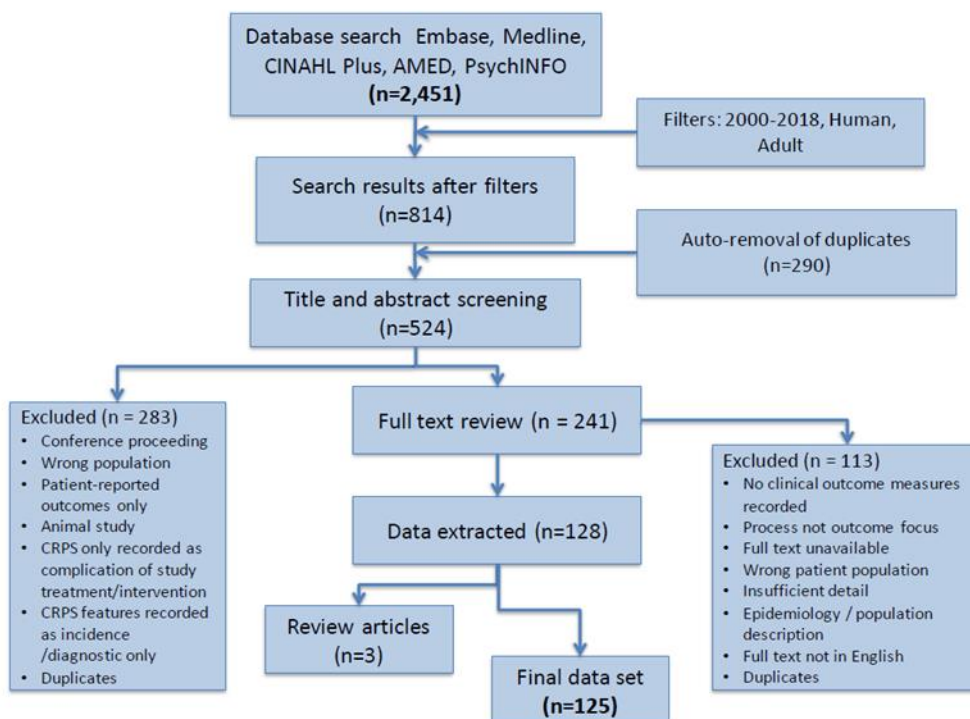 Database search  Embase, Medline,
CINAHL Plus, AMED, PsychINFO
(n=2,451)
Filters: 2000-2018, Human,
Adult
Search results after filters
(n=814)
Auto-removal of duplicates
(n=290)
Title and abstract screening
(n=524)
Excluded (n = 283)
• Conference proceeding
• Wrong population
• Patient-reported
outcomes only
• Animal study
• CRPS only recorded as
complication of study
treatment/intervention
• CRPS features recorded
as incidence
/diagnostic only
• Duplicates
Full text review (n = 241)
Excluded (n = 113)
• No clinical outcome measures
recorded
• Process not outcome focus
• Full text unavailable
• Wrong patient population
• Insufficient detail
• Epidemiology / population
description
• Full text not in English
• Duplicates
Data extracted (n=128)
Review articles
(n=3)
Final data set
(n=125)